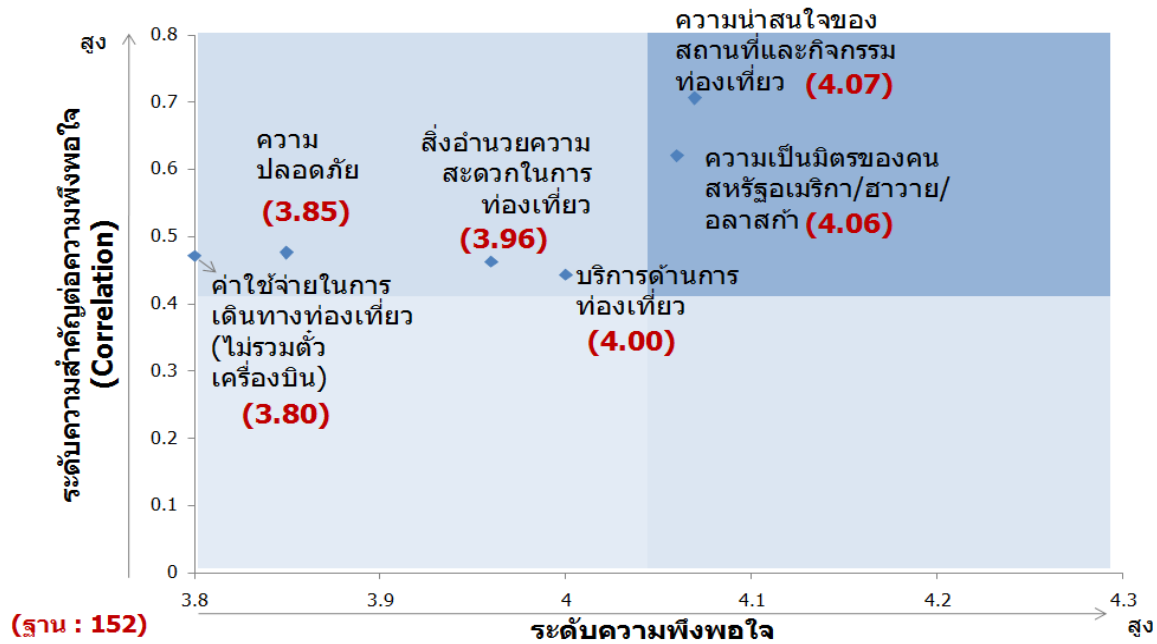 ความน่าสนใจของ
สถานที่และกิจกรรม
ท่องเที่ยว (4.07)
สูง
0.8
0.7
0.6
0.5
0.4
0.3
0.2
0.1
0
ระดับความสำคัญต่อความพึงพอใจ
(Correlation)
ความ
ปลอดภัย
(3.85)
สิ่งอำนวยความ
สะดวกในการ
ท่องเที่ยว
(3.96)
ความเป็นมิตรของคน
สหรัฐอเมริกา/ฮาวาย/
อลาสก้า (4.06)
ค่าใช้จ่ายในการ
เดินทางท่องเที่ยว
(ไม่รวมตั๋ว
เครื่องบิน)
(3.80)
บริการด้านการ
ท่องเที่ยว
(4.00)
3.8
3.9
4
4.1
4.2
4.3
(ฐาน : 152)
ระดับความพึงพอใจ
สูง